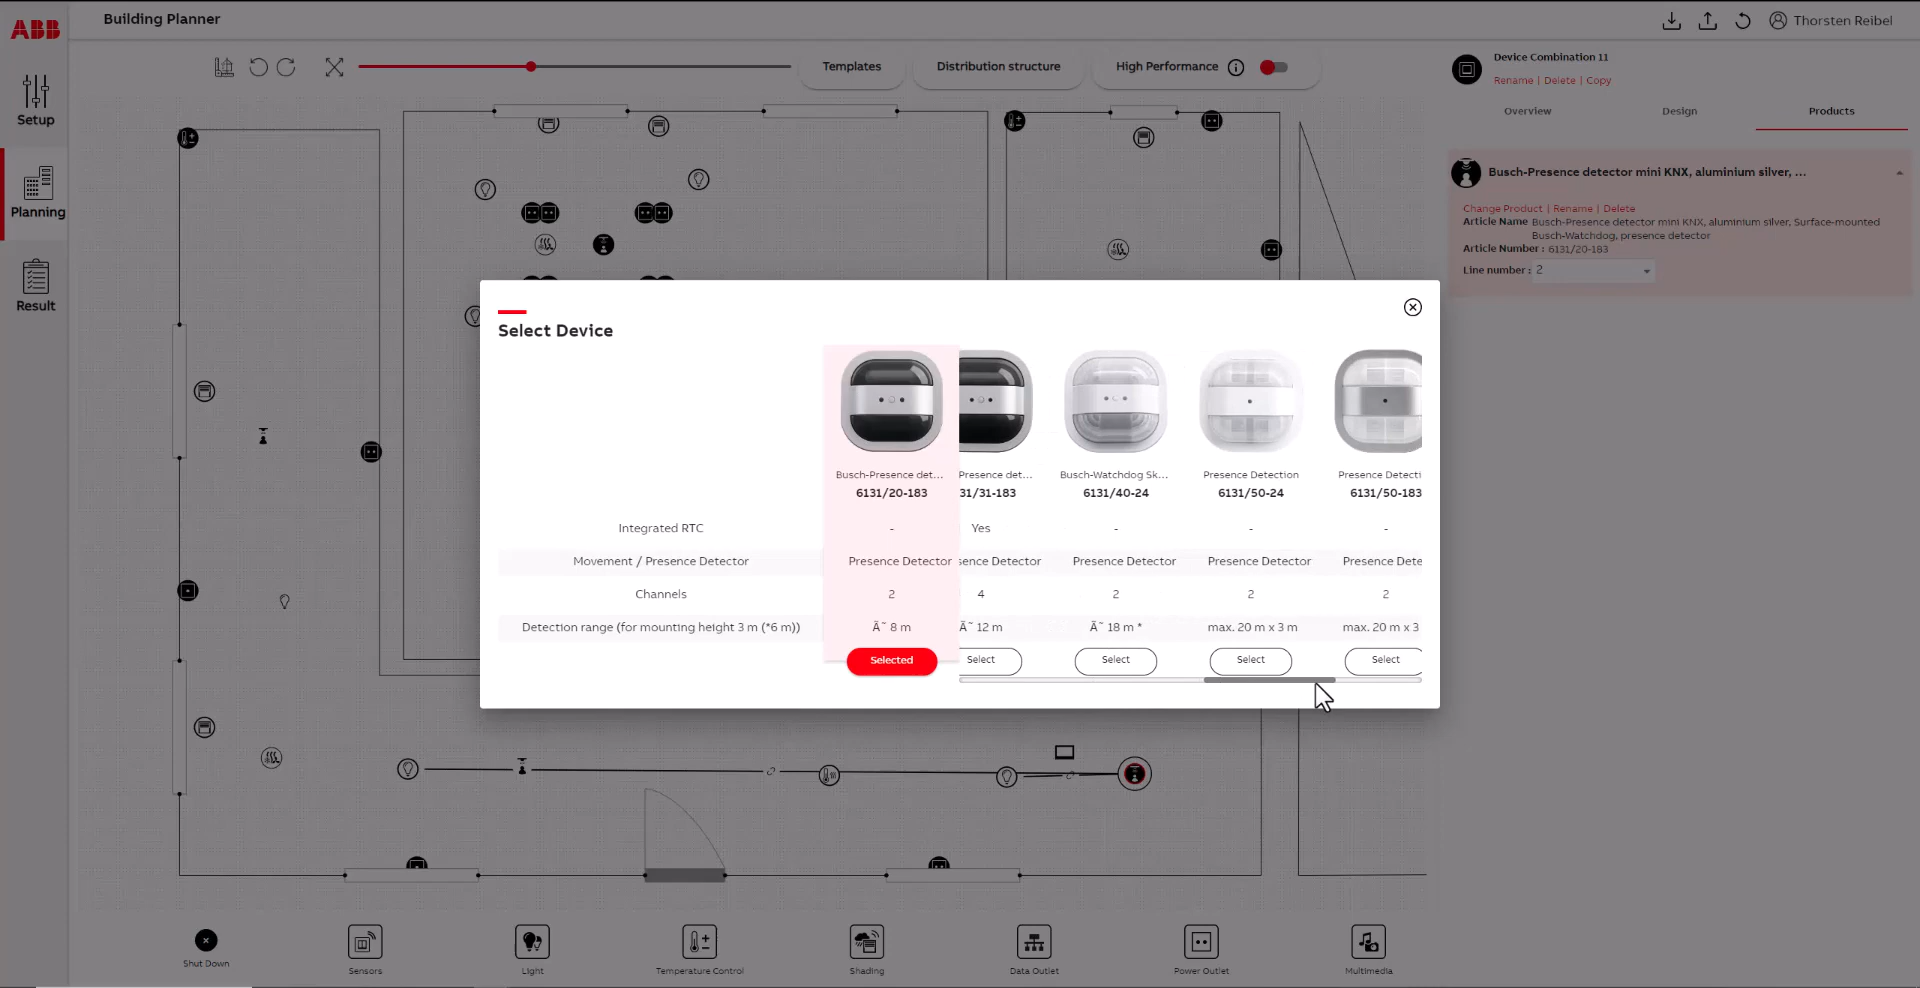 ABB
Building Planner
Thorsten Reibel
Setup
Planning
Result
Templates
Distribution structure
High Performance
Device Combination 11
Rename | Delete | Copy
Overview
Design
Products
Busch-Presence detector mini KNX, aluminium silver, ...
Change Product | Rename | Delete
Article Name Busch-Presence detector mini KNX, aluminium silver, Surface-mounted
Busch-Watchdog, presence detector
Article Number : 6131/20-183
Line number : 2
Select Device
Busch-Presence det... Presence det... Busch-Watchdog Sk... Presence Detection Presence Detecti
6131/20-183 31/31-183 6131/40-24 6131/50-24 6131/50-183
Integrated RTC - Yes - - -
Movement / Presence Detector Presence Detector sence Detector Presence Detector Presence Detector Presence Dete
Channels 2 4 2 2 2
Detection range (for mounting height 3 m (*6 m)) Ã˜ 8 m Ã˜ 12 m Ã˜ 18 m * max. 20 m x 3 m max. 20 m x 3
Selected Select Select Select Select
Shut Down
Sensors
Light
Temperature Control
Shading
Data Outlet
Power Outlet
Multimedia